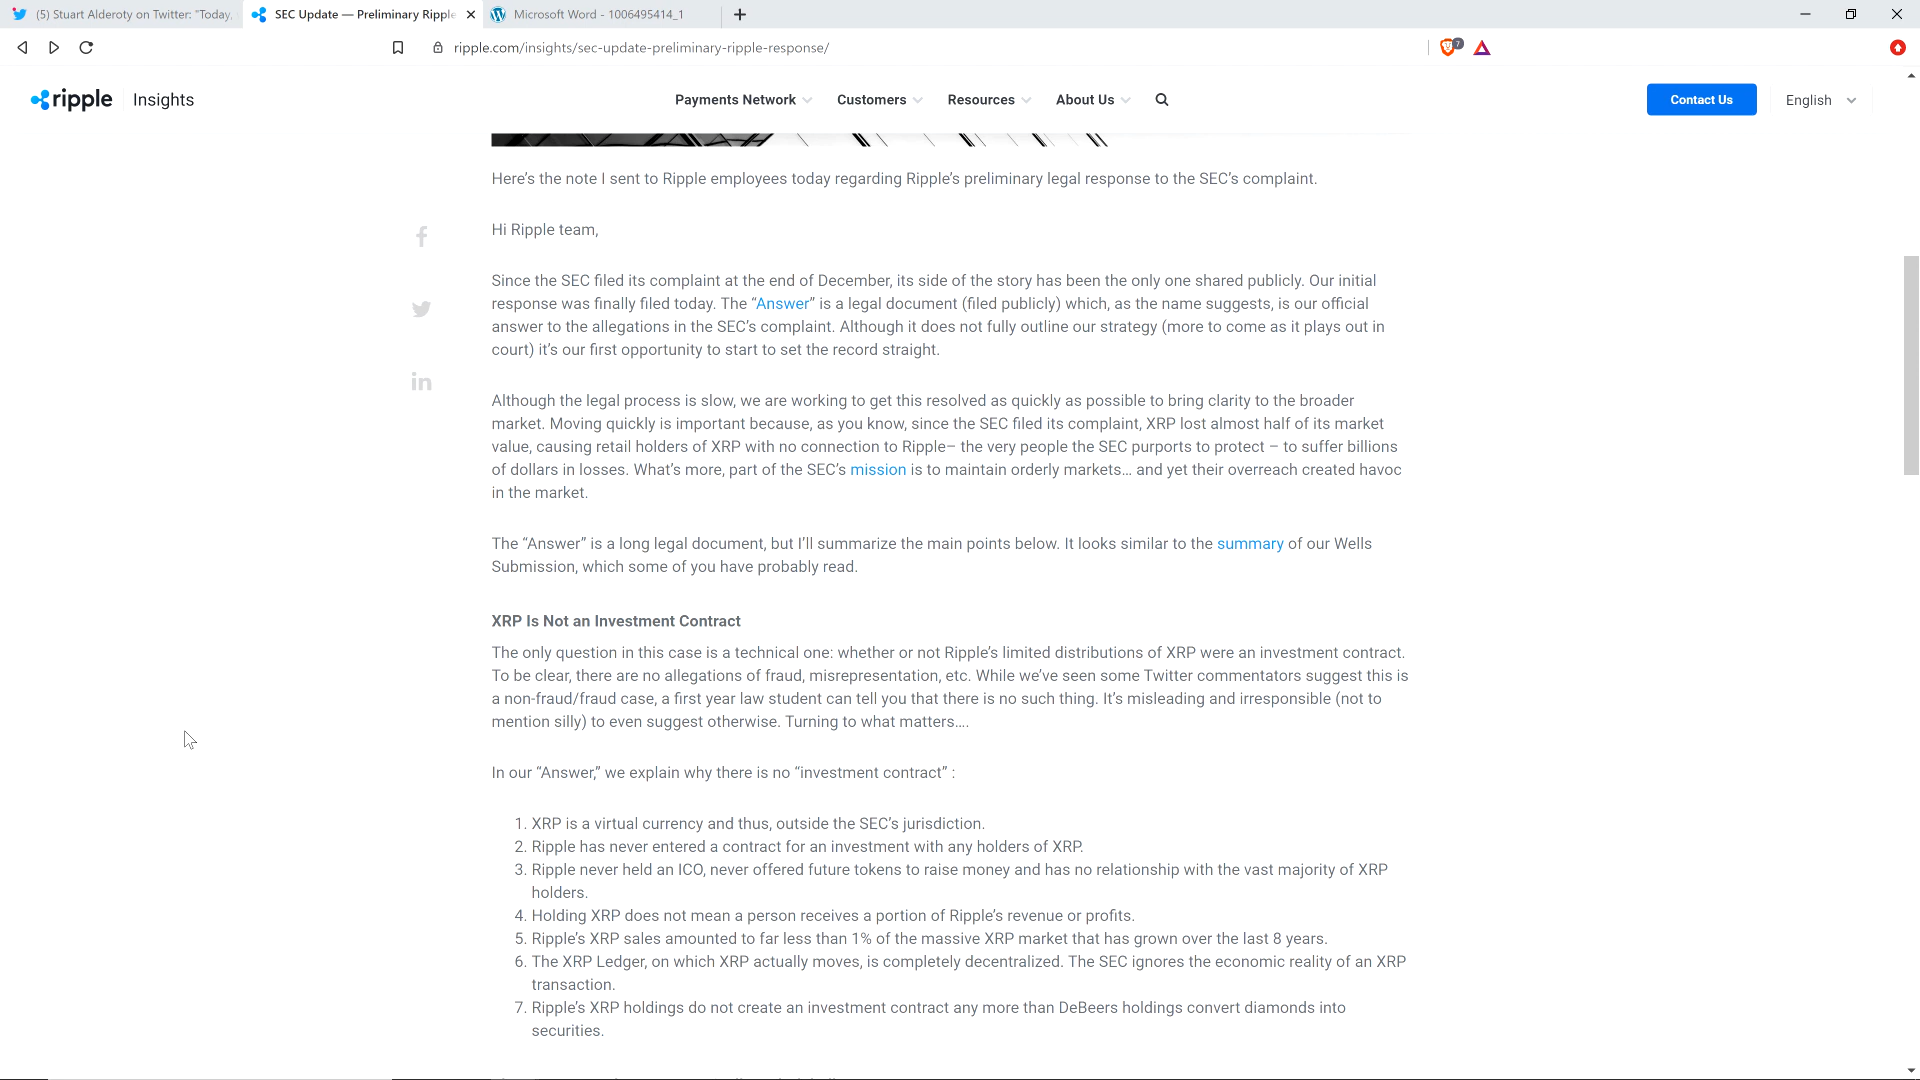 (5) Stuart Alderoty on Twitter: "Today,
SEC Update — Preliminary Ripple
Microsoft Word - 1006495414_1
ripple.com/insights/sec-update-preliminary-ripple-response/
7
ripple
Insights
Payments Network
Customers
Resources
About Us
Contact Us
English
Here’s the note I sent to Ripple employees today regarding Ripple’s preliminary legal response to the SEC’s complaint.
Hi Ripple team,
Since the SEC filed its complaint at the end of December, its side of the story has been the only one shared publicly. Our initial
response was finally filed today. The “Answer” is a legal document (filed publicly) which, as the name suggests, is our official
answer to the allegations in the SEC’s complaint. Although it does not fully outline our strategy (more to come as it plays out in
court) it’s our first opportunity to start to set the record straight.
Although the legal process is slow, we are working to get this resolved as quickly as possible to bring clarity to the broader
market. Moving quickly is important because, as you know, since the SEC filed its complaint, XRP lost almost half of its market
value, causing retail holders of XRP with no connection to Ripple– the very people the SEC purports to protect – to suffer billions
of dollars in losses. What’s more, part of the SEC’s mission is to maintain orderly markets… and yet their overreach created havoc
in the market.
The “Answer” is a long legal document, but I’ll summarize the main points below. It looks similar to the summary of our Wells
Submission, which some of you have probably read.
XRP Is Not an Investment Contract
The only question in this case is a technical one: whether or not Ripple’s limited distributions of XRP were an investment contract.
To be clear, there are no allegations of fraud, misrepresentation, etc. While we’ve seen some Twitter commentators suggest this is
a non-fraud/fraud case, a first year law student can tell you that there is no such thing. It’s misleading and irresponsible (not to
mention silly) to even suggest otherwise. Turning to what matters….
In our “Answer,” we explain why there is no “investment contract” :
1. XRP is a virtual currency and thus, outside the SEC’s jurisdiction.
2. Ripple has never entered a contract for an investment with any holders of XRP.
3. Ripple never held an ICO, never offered future tokens to raise money and has no relationship with the vast majority of XRP
holders.
4. Holding XRP does not mean a person receives a portion of Ripple’s revenue or profits.
5. Ripple’s XRP sales amounted to far less than 1% of the massive XRP market that has grown over the last 8 years.
6. The XRP Ledger, on which XRP actually moves, is completely decentralized. The SEC ignores the economic reality of an XRP
transaction.
7. Ripple’s XRP holdings do not create an investment contract any more than DeBeers holdings convert diamonds into
securities.